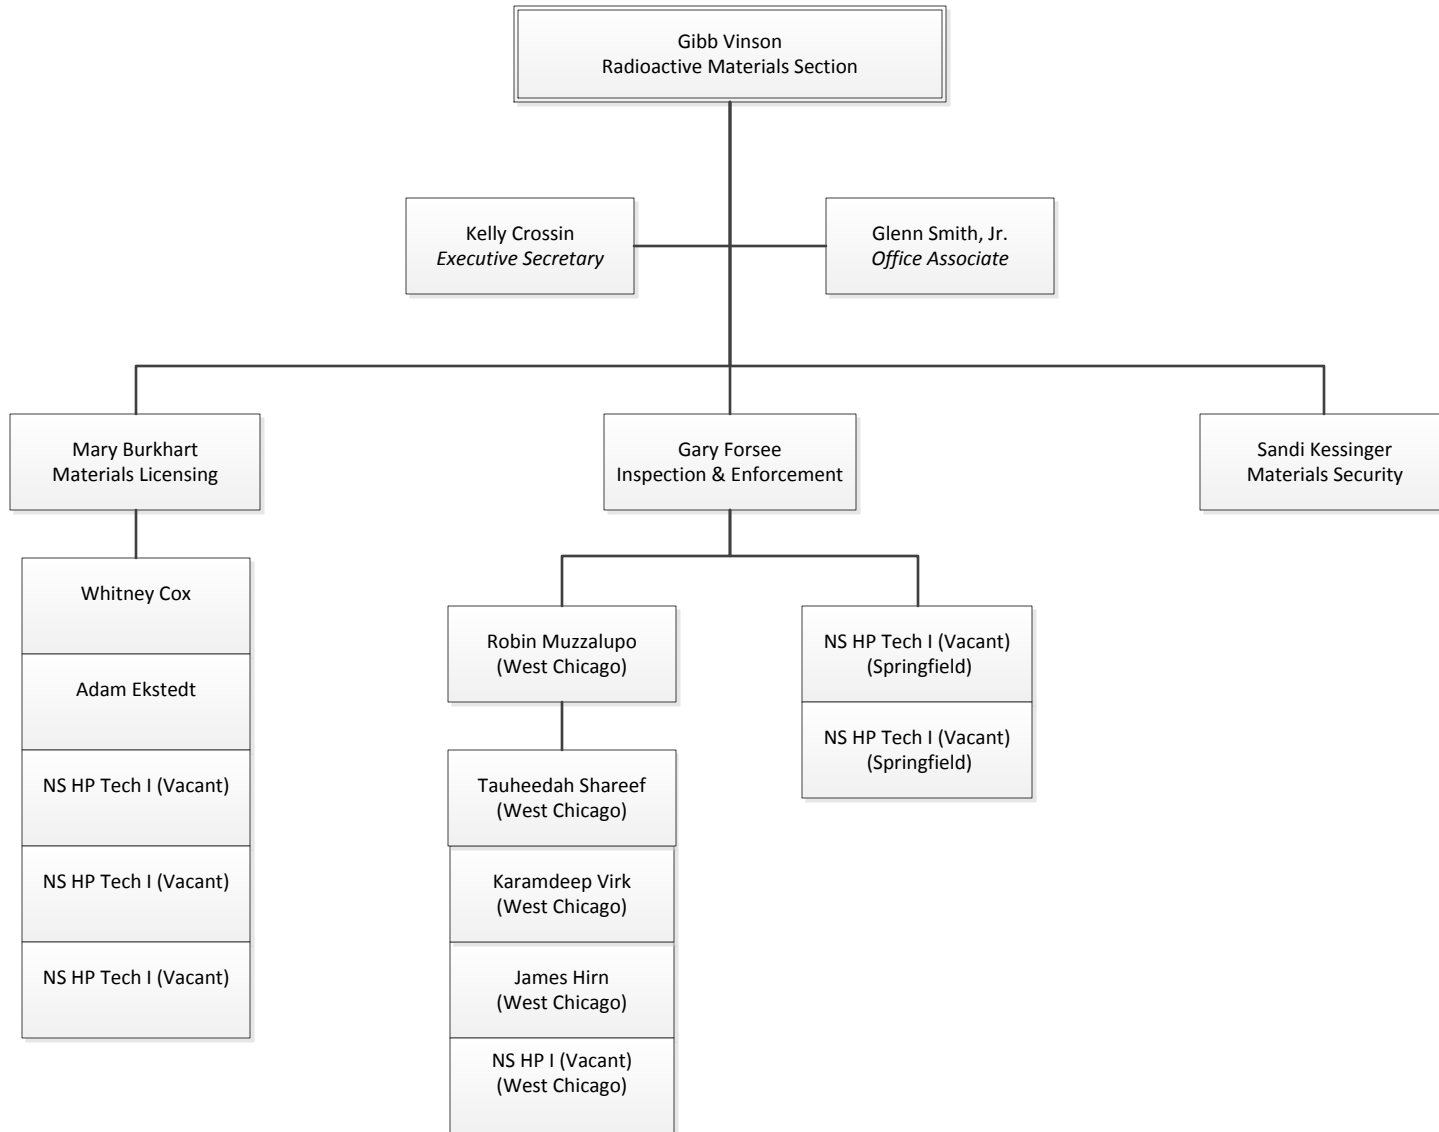 Gibb Vinson
Radioactive Materials Section
Kelly Crossin
Executive Secretary
Glenn Smith, Jr.
Office Associate
Mary Burkhart
Materials Licensing
Gary Forsee
Inspection & Enforcement
Sandi Kessinger
Materials Security
Whitney Cox
Adam Ekstedt
NS HP Tech I (Vacant)
NS HP Tech I (Vacant)
NS HP Tech I (Vacant)
Robin Muzzalupo
(West Chicago)
Tauheedah Shareef
(West Chicago)
Karamdeep Virk
(West Chicago)
James Hirn
(West Chicago)
NS HP I (Vacant)
(West Chicago)
NS HP Tech I (Vacant)
(Springfield)
NS HP Tech I (Vacant)
(Springfield)